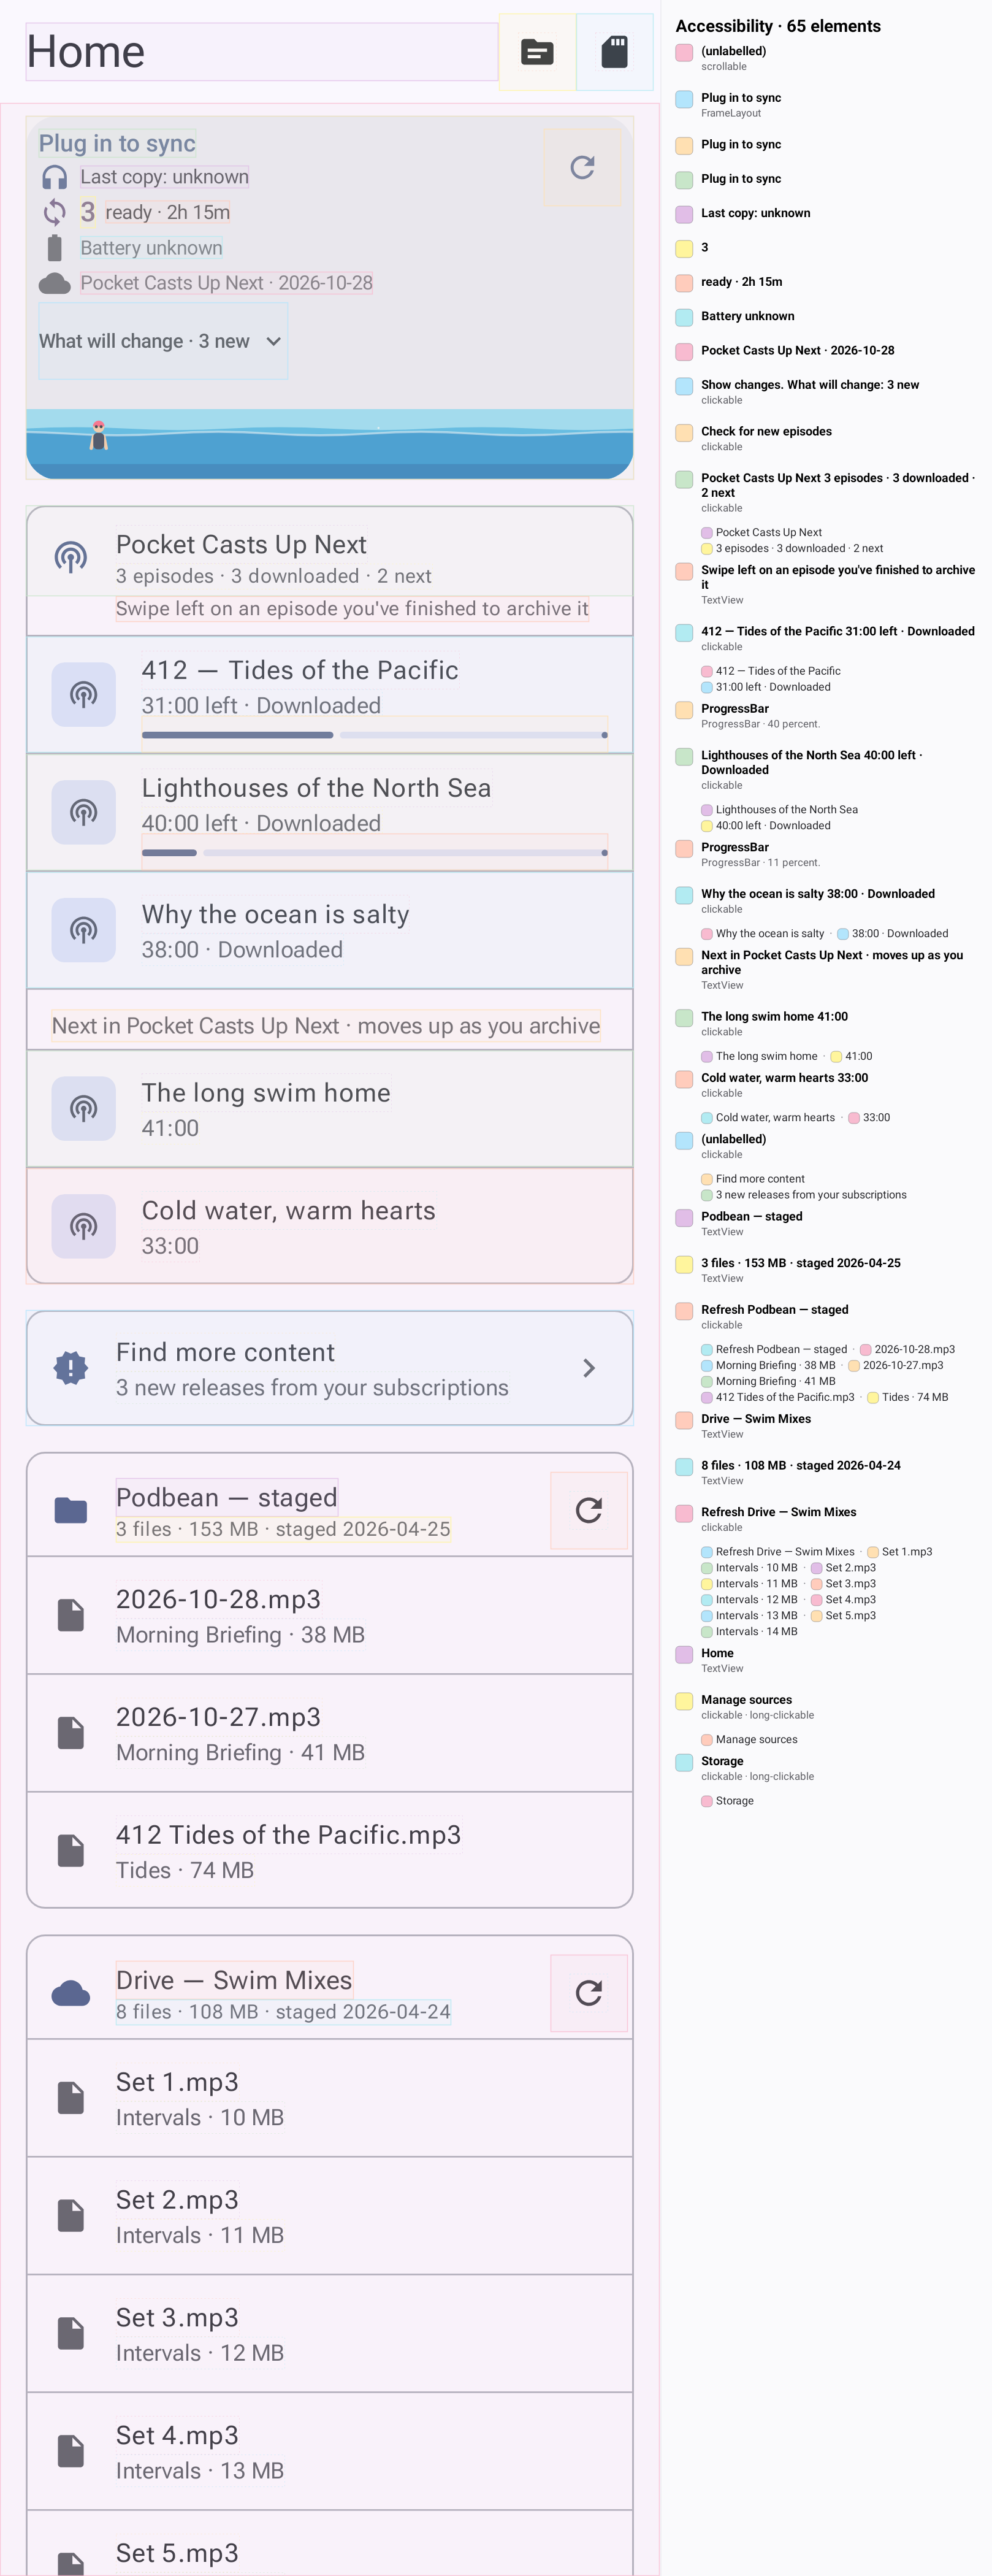 Home
Plug in to sync
Last copy: unknown
3 ready · 2h 15m
Battery unknown
Pocket Casts Up Next · 2026-10-28
What will change · 3 new
Pocket Casts Up Next
3 episodes · 3 downloaded · 2 next
Swipe left on an episode you've finished to archive it
412 — Tides of the Pacific
31:00 left · Downloaded
Lighthouses of the North Sea
40:00 left · Downloaded
Why the ocean is salty
38:00 · Downloaded
Next in Pocket Casts Up Next · moves up as you archive
The long swim home
41:00
Cold water, warm hearts
33:00
Find more content
3 new releases from your subscriptions
Podbean — staged
3 files · 153 MB · staged 2026-04-25
2026-10-28.mp3
Morning Briefing · 38 MB
2026-10-27.mp3
Morning Briefing · 41 MB
412 Tides of the Pacific.mp3
Tides · 74 MB
Drive — Swim Mixes
8 files · 108 MB · staged 2026-04-24
Set 1.mp3
Intervals · 10 MB
Set 2.mp3
Intervals · 11 MB
Set 3.mp3
Intervals · 12 MB
Set 4.mp3
Intervals · 13 MB
Set 5.mp3
Accessibility · 65 elements
(unlabelled)
scrollable
Plug in to sync
FrameLayout
Plug in to sync
Plug in to sync
Last copy: unknown
3
ready · 2h 15m
Battery unknown
Pocket Casts Up Next · 2026-10-28
Show changes. What will change: 3 new
clickable
Check for new episodes
clickable
Pocket Casts Up Next 3 episodes · 3 downloaded ·
2 next
clickable
Pocket Casts Up Next
3 episodes · 3 downloaded · 2 next
Swipe left on an episode you've finished to archive
it
TextView
412 — Tides of the Pacific 31:00 left · Downloaded
clickable
412 — Tides of the Pacific
31:00 left · Downloaded
ProgressBar
ProgressBar · 40 percent.
Lighthouses of the North Sea 40:00 left ·
Downloaded
clickable
Lighthouses of the North Sea
40:00 left · Downloaded
ProgressBar
ProgressBar · 11 percent.
Why the ocean is salty 38:00 · Downloaded
clickable
Why the ocean is salty · 38:00 · Downloaded
Next in Pocket Casts Up Next · moves up as you
archive
TextView
The long swim home 41:00
clickable
The long swim home · 41:00
Cold water, warm hearts 33:00
clickable
Cold water, warm hearts · 33:00
(unlabelled)
clickable
Find more content
3 new releases from your subscriptions
Podbean — staged
TextView
3 files · 153 MB · staged 2026-04-25
TextView
Refresh Podbean — staged
clickable
Refresh Podbean — staged · 2026-10-28.mp3
Morning Briefing · 38 MB · 2026-10-27.mp3
Morning Briefing · 41 MB
412 Tides of the Pacific.mp3 · Tides · 74 MB
Drive — Swim Mixes
TextView
8 files · 108 MB · staged 2026-04-24
TextView
Refresh Drive — Swim Mixes
clickable
Refresh Drive — Swim Mixes · Set 1.mp3
Intervals · 10 MB · Set 2.mp3
Intervals · 11 MB · Set 3.mp3
Intervals · 12 MB · Set 4.mp3
Intervals · 13 MB · Set 5.mp3
Intervals · 14 MB
Home
TextView
Manage sources
clickable · long-clickable
Manage sources
Storage
clickable · long-clickable
Storage